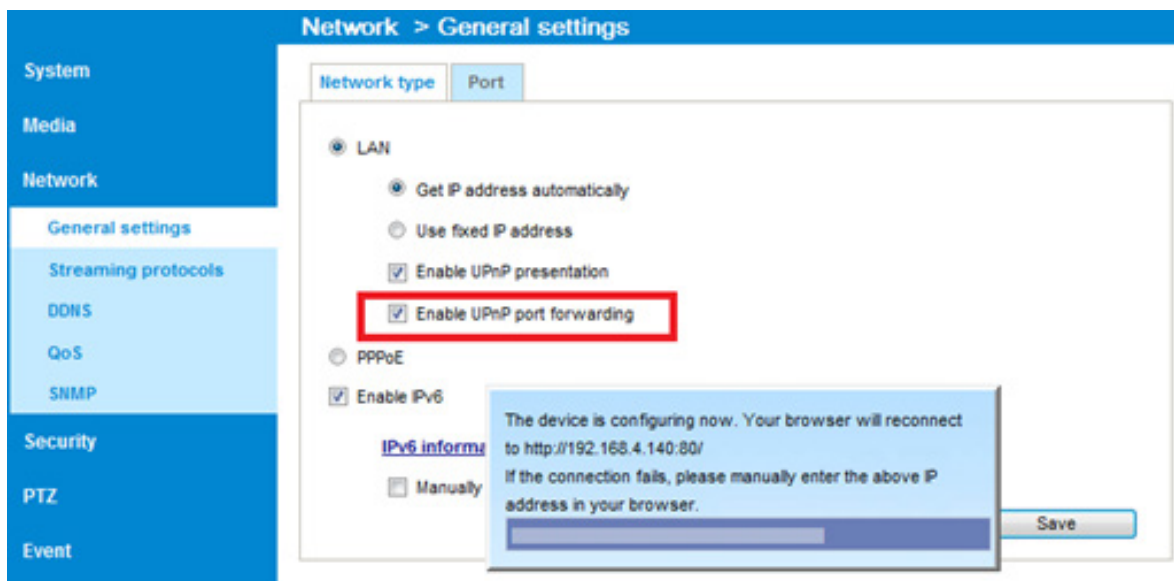 Network > General settings
System
Media
Network
General settings
Streaming protocols
DDNS
QoS
SNMP
Security
PTZ
Event
Network type
Port
LAN
Get IP address automatically
Use fixed IP address
Enable UPnP presentation
Enable UPnP port forwarding
PPPoE
Enable IPv6
IPv6 informa
Manually
The device is configuring now. Your browser will reconnect
to http://192.168.4.140:80/
If the connection fails, please manually enter the above IP
address in your browser.
Save